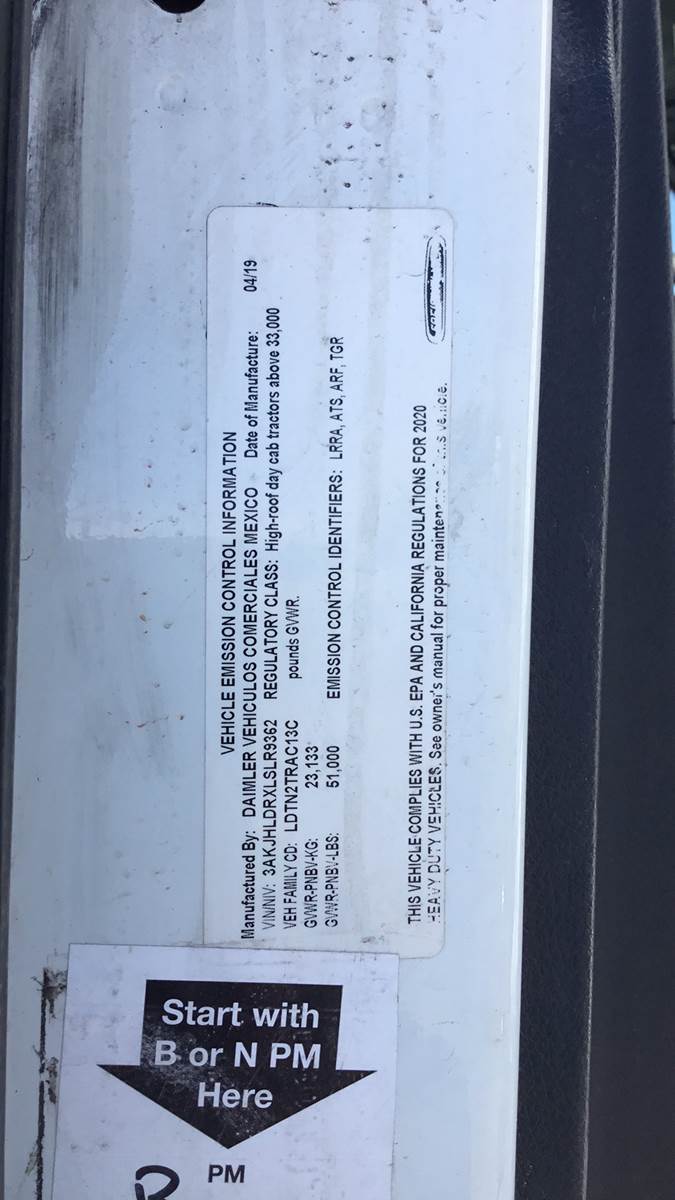 VEHICLE EMISSION CONTROL INFORMATION
Manufactured By: DAIMLER VEHICULOS COMERCIALES MEXICO Date of Manufacture: 04/19
VIN/NIV: 3AKJHLDRXLSLR9362 REGULATORY CLASS: High-roof day cab tractors above 33,000
VEH FAMILY CD: LDTN2TRAC13C pounds GVWR.
GVWR-PNBV-KG: 23,133
GVWR-PNBV-LBS: 51,000 EMISSION CONTROL IDENTIFIERS: LRRA, ATS, ARF, TGR
THIS VEHICLE COMPLIES WITH U.S. EPA AND CALIFORNIA REGULATIONS FOR 2020
HEAVY DUTY VEHICLES. See owner's manual for proper maintenance of this vehicle.
Start with
B or N PM
Here
PM